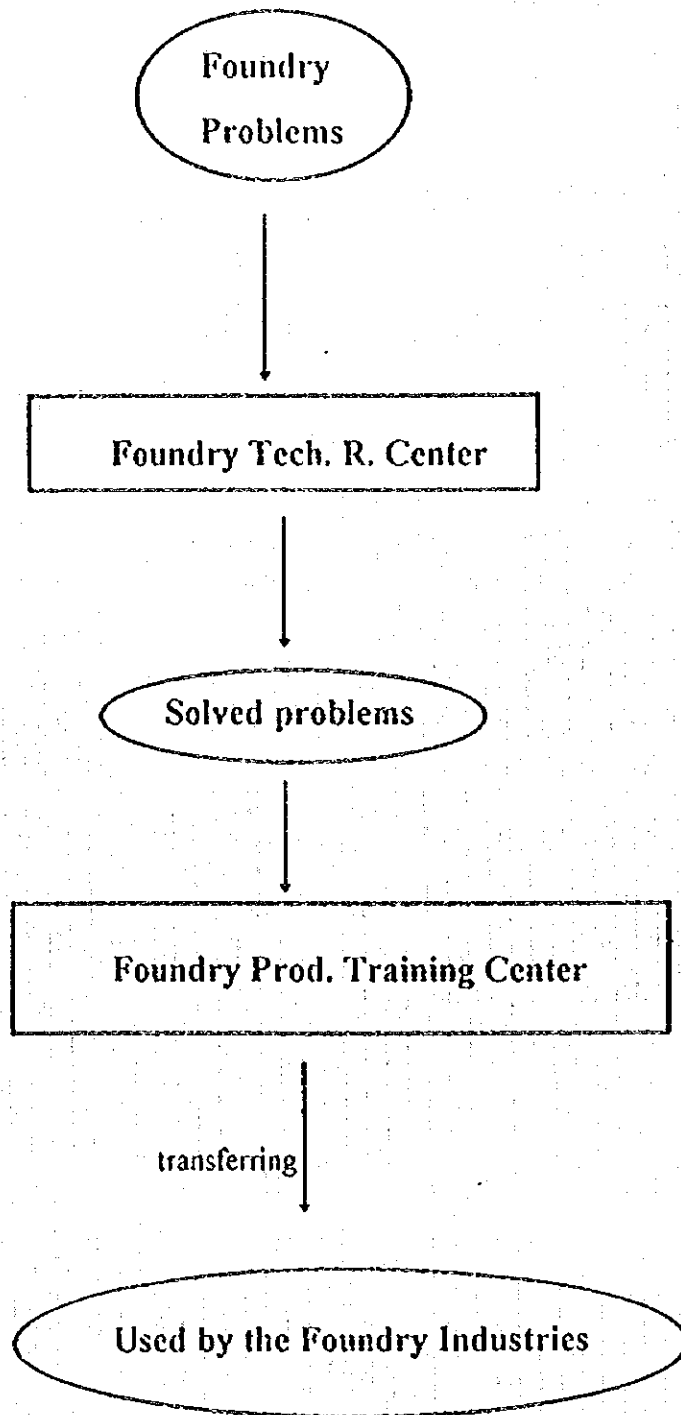 Foundry
Problems
Foundry Tech. R. Center
Solved problems
Foundry Prod. Training Center
transferring
Used by the Foundry Industries